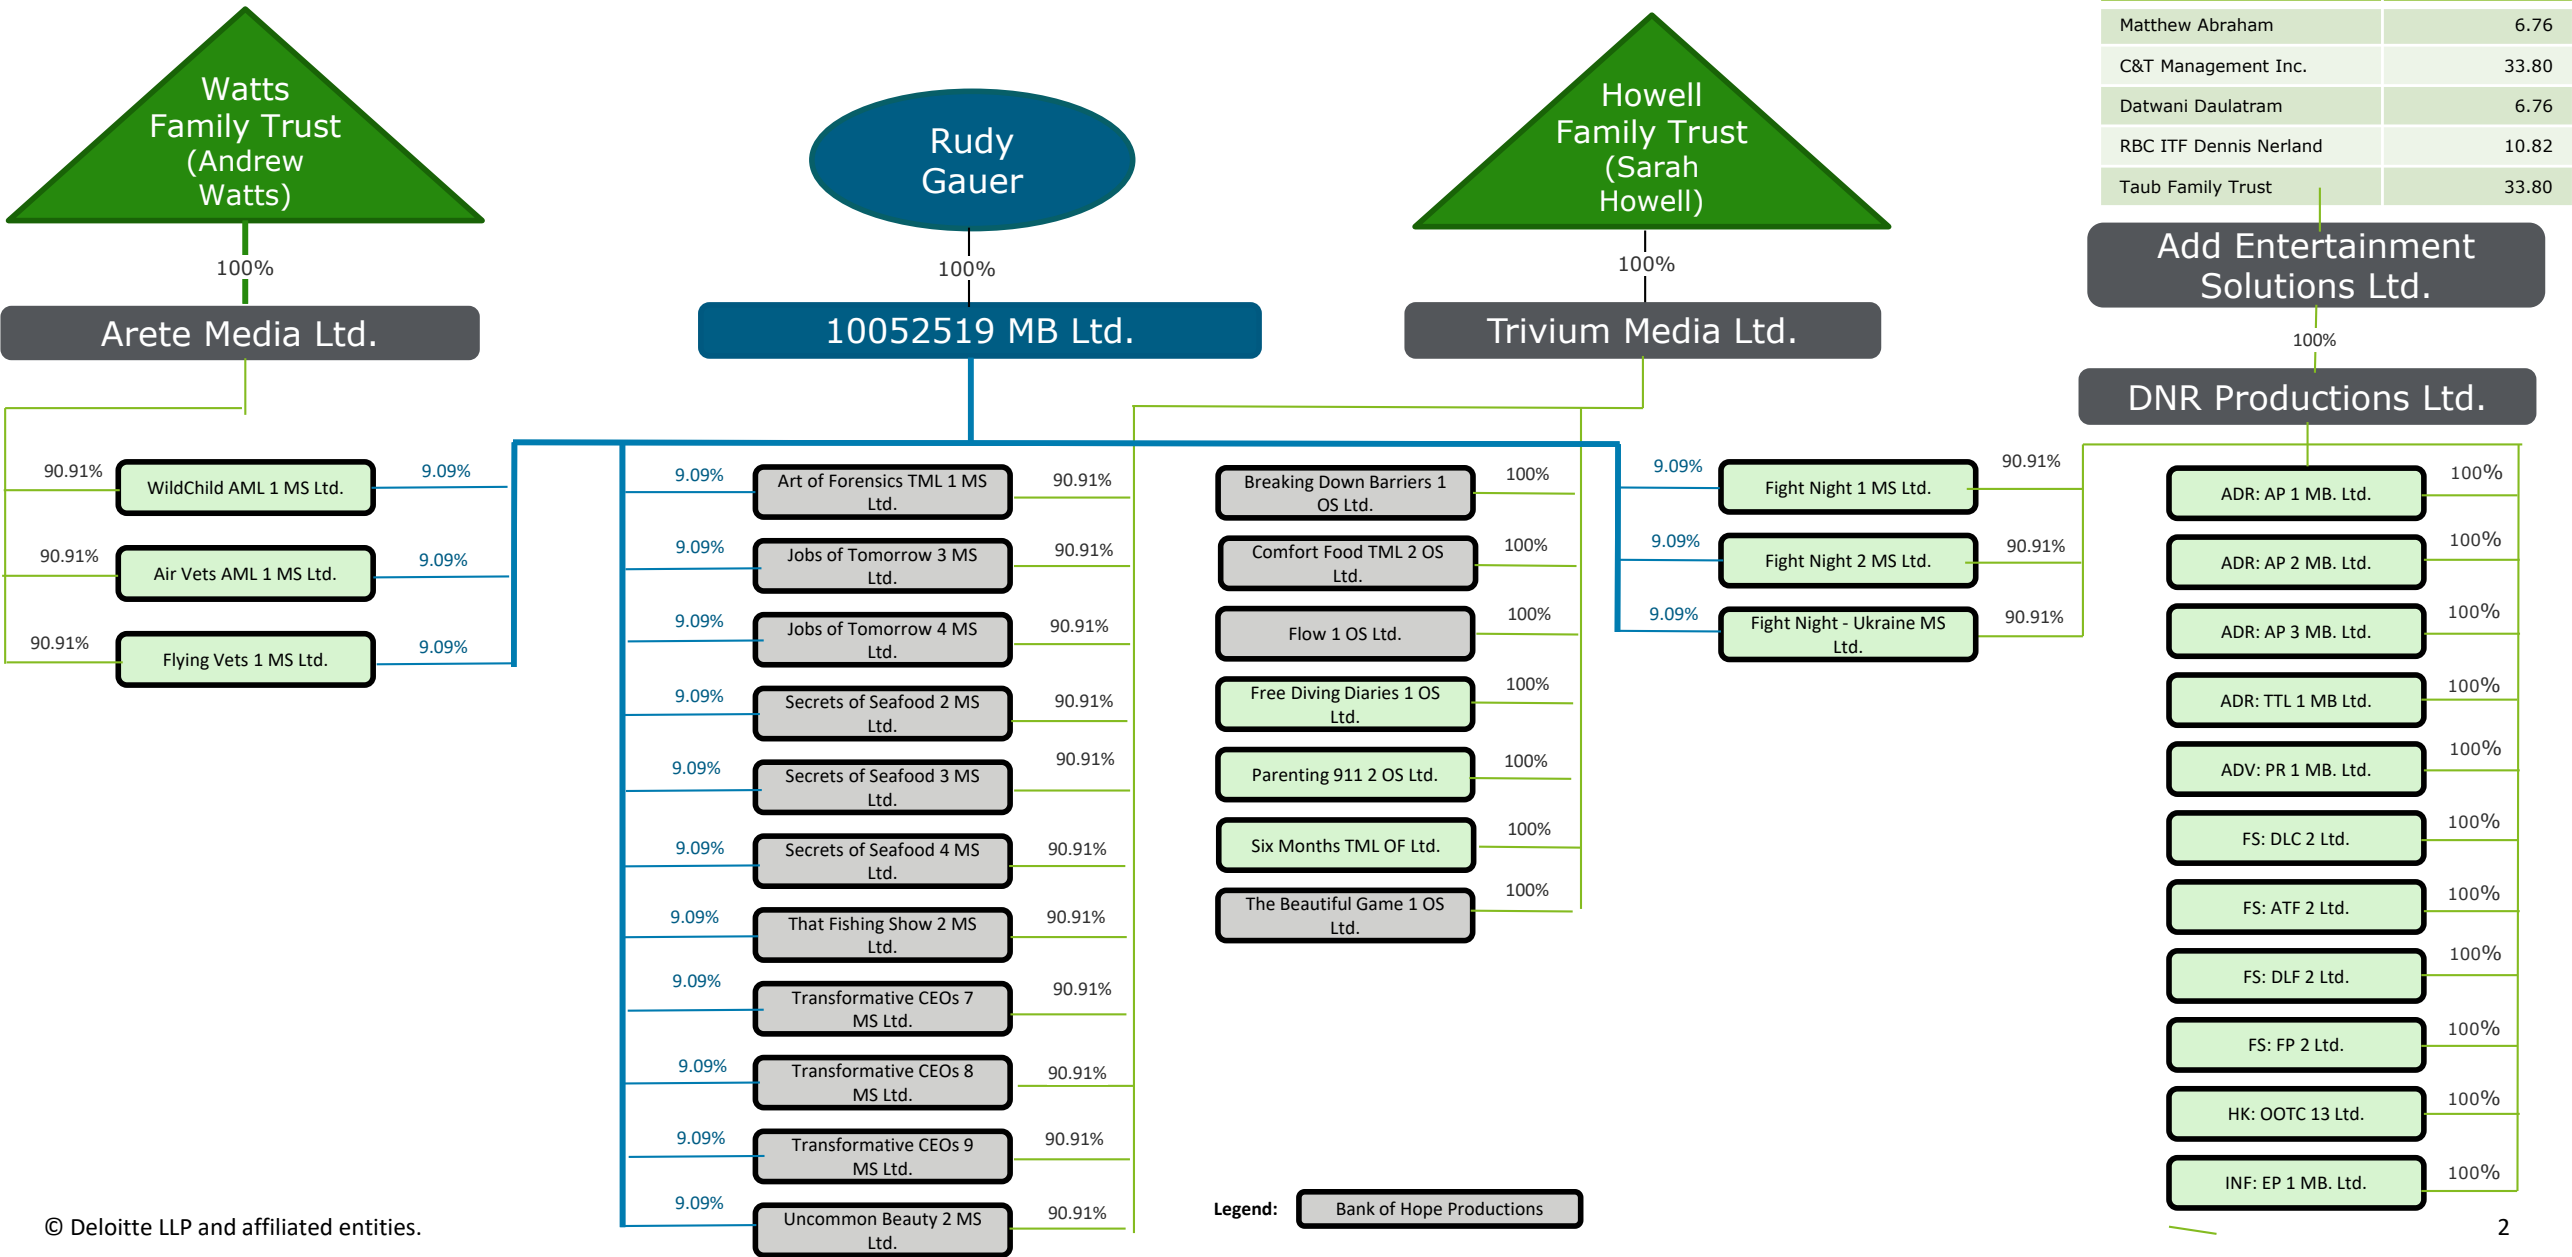 Matthew Abraham 6.76
C&T Management Inc. 33.80
Datwani Daulatram 6.76
RBC ITF Dennis Nerland 10.82
Taub Family Trust 33.80
Watts
Family Trust
(Andrew
Watts)
Rudy
Gauer
Howell
Family Trust
(Sarah
Howell)
100%
100%
100%
Add Entertainment
Solutions Ltd.
100%
Arete Media Ltd.
10052519 MB Ltd.
Trivium Media Ltd.
DNR Productions Ltd.
90.91%
WildChild AML 1 MS Ltd.
9.09%
90.91%
Air Vets AML 1 MS Ltd.
9.09%
90.91%
Flying Vets 1 MS Ltd.
9.09%
9.09%
Art of Forensics TML 1 MS
Ltd.
90.91%
9.09%
Jobs of Tomorrow 3 MS
Ltd.
90.91%
9.09%
Jobs of Tomorrow 4 MS
Ltd.
90.91%
9.09%
Secrets of Seafood 2 MS
Ltd.
90.91%
9.09%
Secrets of Seafood 3 MS
Ltd.
90.91%
9.09%
Secrets of Seafood 4 MS
Ltd.
90.91%
9.09%
That Fishing Show 2 MS
Ltd.
90.91%
9.09%
Transformative CEOs 7
MS Ltd.
90.91%
9.09%
Transformative CEOs 8
MS Ltd.
90.91%
9.09%
Transformative CEOs 9
MS Ltd.
90.91%
9.09%
Uncommon Beauty 2 MS
Ltd.
90.91%
Breaking Down Barriers 1
OS Ltd.
100%
Comfort Food TML 2 OS
Ltd.
100%
Flow 1 OS Ltd.
100%
Free Diving Diaries 1 OS
Ltd.
100%
Parenting 911 2 OS Ltd.
100%
Six Months TML OF Ltd.
100%
The Beautiful Game 1 OS
Ltd.
100%
9.09%
Fight Night 1 MS Ltd.
90.91%
9.09%
Fight Night 2 MS Ltd.
90.91%
9.09%
Fight Night - Ukraine MS
Ltd.
90.91%
ADR: AP 1 MB. Ltd.
100%
ADR: AP 2 MB. Ltd.
100%
ADR: AP 3 MB. Ltd.
100%
ADR: TTL 1 MB Ltd.
100%
ADV: PR 1 MB. Ltd.
100%
FS: DLC 2 Ltd.
100%
FS: ATF 2 Ltd.
100%
FS: DLF 2 Ltd.
100%
FS: FP 2 Ltd.
100%
HK: OOTC 13 Ltd.
100%
INF: EP 1 MB. Ltd.
100%
Legend:
Bank of Hope Productions
© Deloitte LLP and affiliated entities.
2